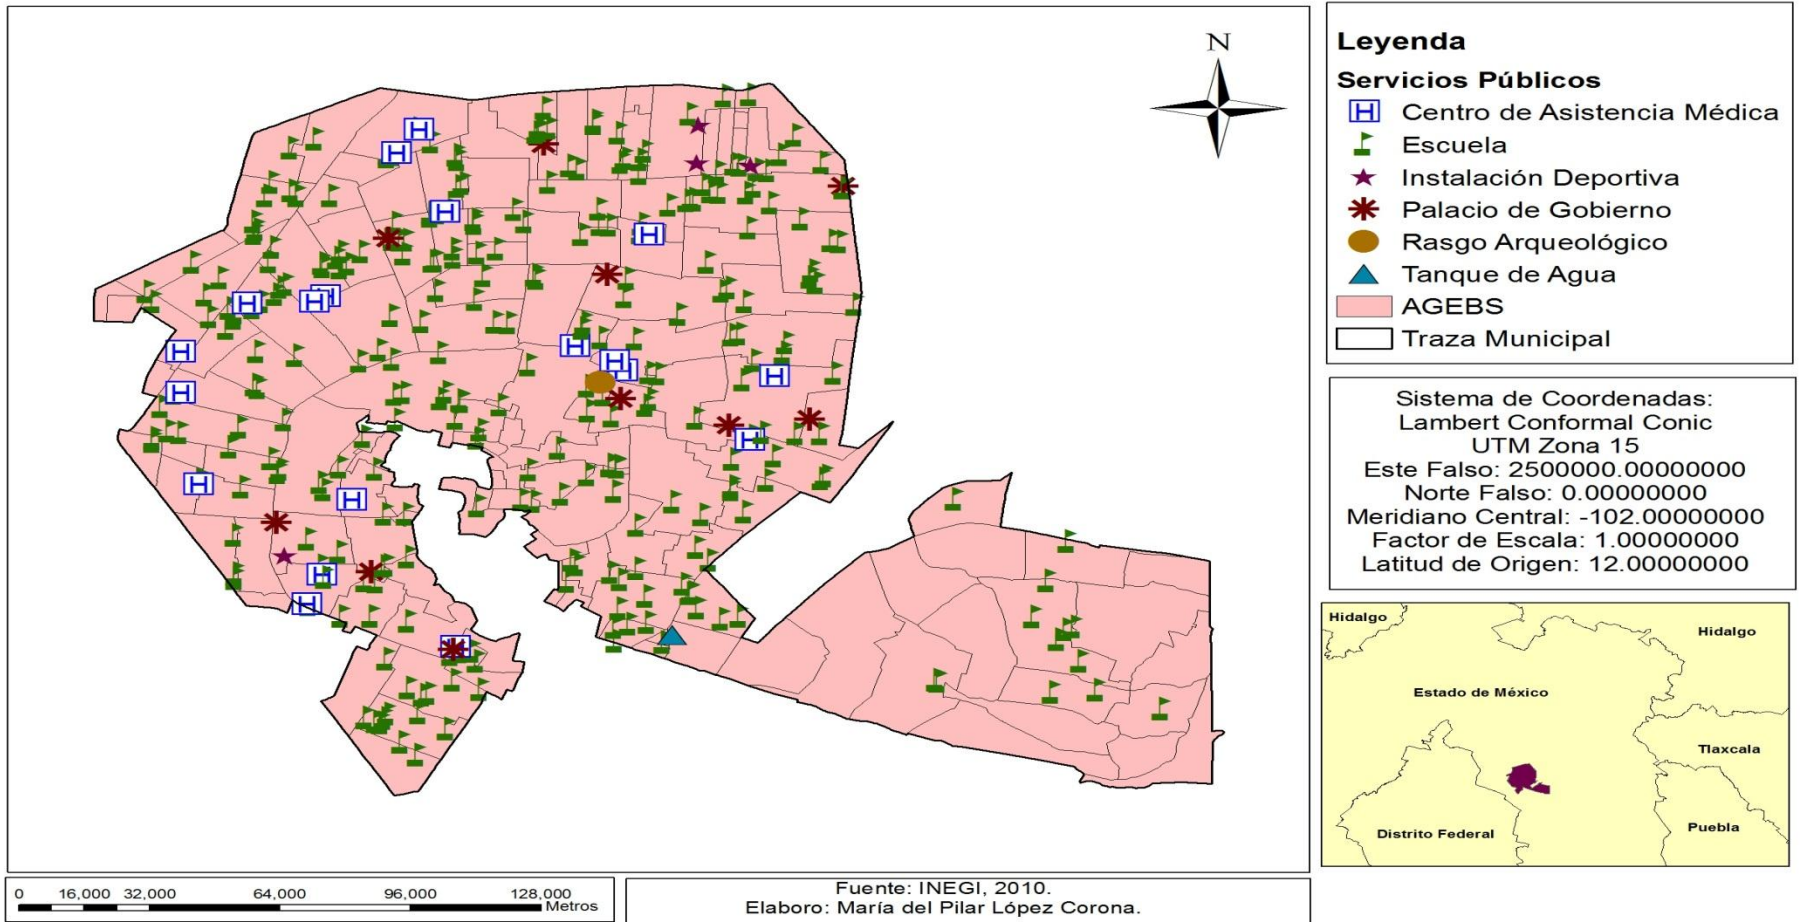 N
Leyenda
Servicios Públicos
H Centro de Asistencia Médica
Escuela
Instalación Deportiva
Palacio de Gobierno
Rasgo Arqueológico
Tanque de Agua
AGEBS
Traza Municipal
Sistema de Coordenadas:
Lambert Conformal Conic
UTM Zona 15
Este Falso: 2500000.00000000
Norte Falso: 0.00000000
Meridiano Central: -102.00000000
Factor de Escala: 1.00000000
Latitud de Origen: 12.00000000
Hidalgo
Hidalgo
Estado de México
Tlaxcala
Distrito Federal
Puebla
0 16,000 32,000 64,000 96,000 128,000
Metros
Fuente: INEGI, 2010.
Elaboro: María del Pilar López Corona.